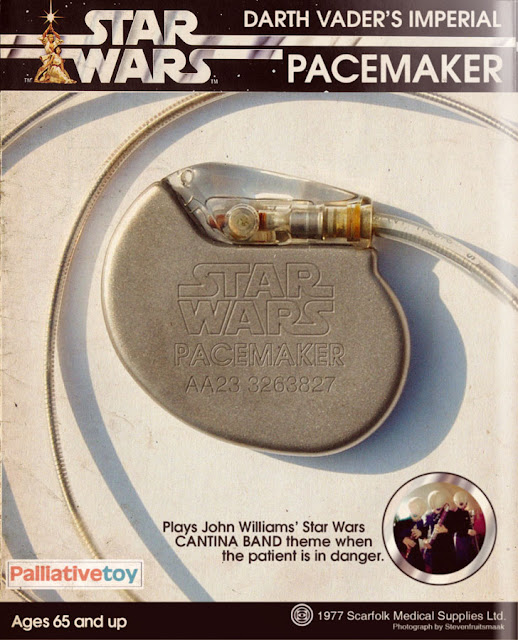 STAR
WARS
DARTH VADER'S IMPERIAL
PACEMAKER
STAR
WARS
PACEMAKER
AA23 3263827
Plays John Williams' Star Wars
CANTINA BAND theme when
the patient is in danger.
Palliativetoy
Ages 65 and up
1977 Scarfolk Medical Supplies Ltd.
Photograph by Stevenfruitsmaak